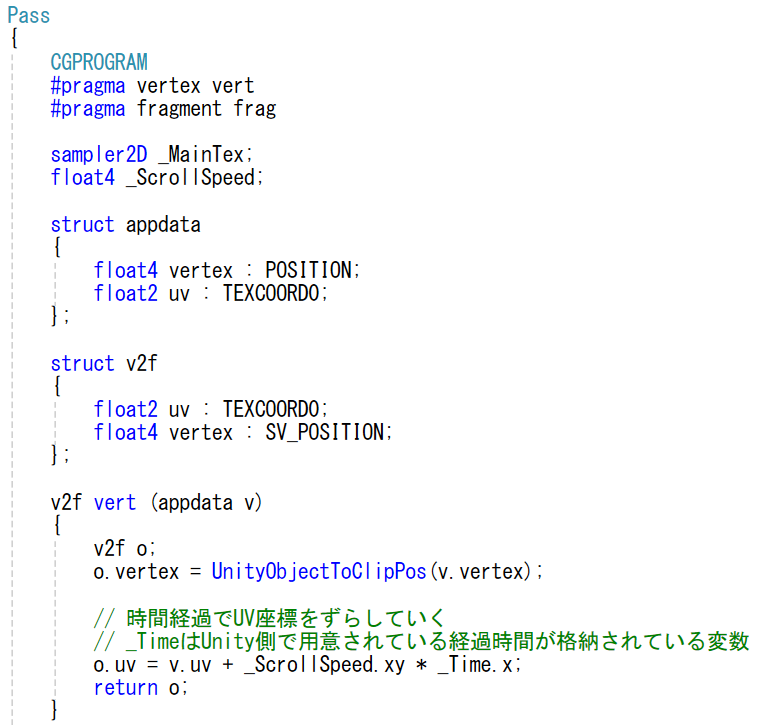 Pass
{
CGPROGRAM
#pragma vertex vert
#pragma fragment frag
sampler2D _MainTex;
float4 _ScrollSpeed;
struct appdata
{
float4 vertex : POSITION;
float2 uv : TEXCOORD0;
};
struct v2f
{
float2 uv : TEXCOORD0;
float4 vertex : SV_POSITION;
};
v2f vert (appdata v)
{
v2f o;
o.vertex = UnityObjectToClipPos(v.vertex);
// 時間経過でUV座標をずらしていく
// _TimeはUnity側で用意されている経過時間が格納されている変数
o.uv = v.uv + _ScrollSpeed.xy * _Time.x;
return o;
}